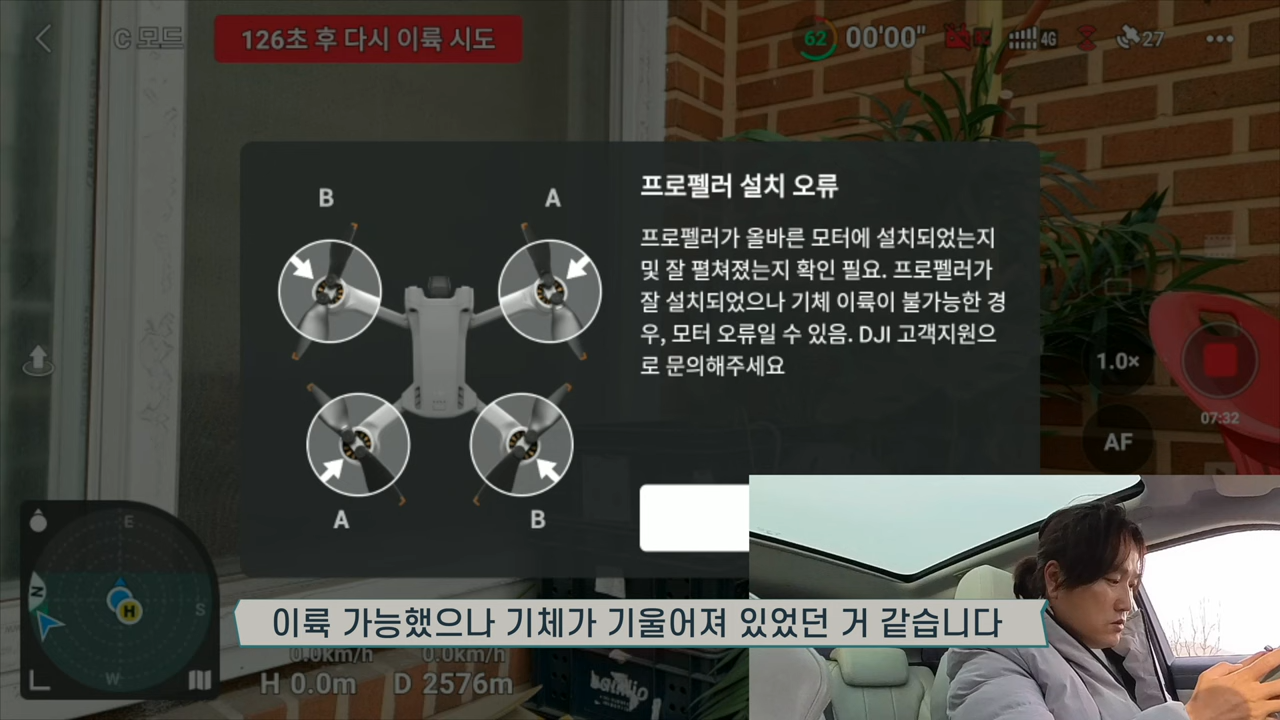 C 모드
126초 후 다시 이륙 시도
62
00'00"
4G
27
B
A
프로펠러 설치 오류
프로펠러가 올바른 모터에 설치되었는지
및 잘 펼쳐졌는지 확인 필요. 프로펠러가
잘 설치되었으나 기체 이륙이 불가능한 경
우, 모터 오류일 수 있음. DJI 고객지원으
로 문의해주세요
1.0×
07:32
AF
A
B
E
N
H
S
W
이륙 가능했으나 기체가 기울어져 있었던 거 같습니다
0.0km/h
0.0km/h
H 0.0m
D 2576m